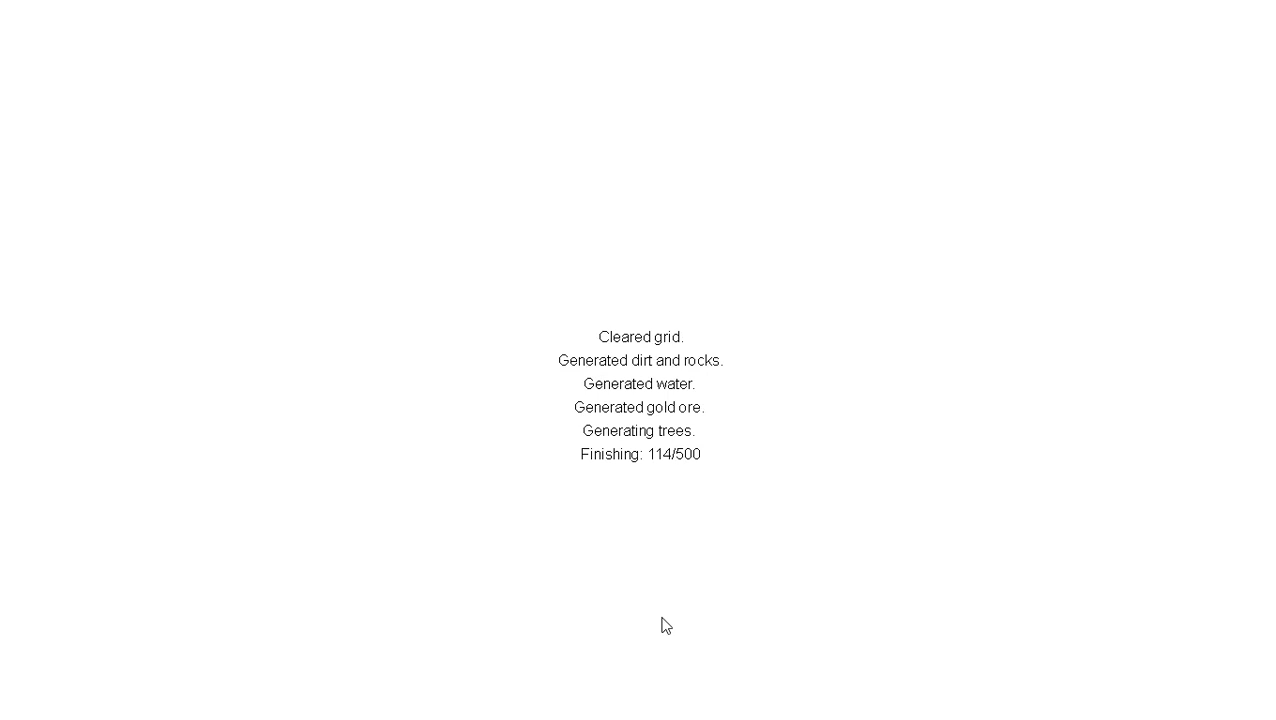 Cleared grid.
Generated dirt and rocks.
Generated water.
Generated gold ore.
Generating trees.
Finishing: 114/500